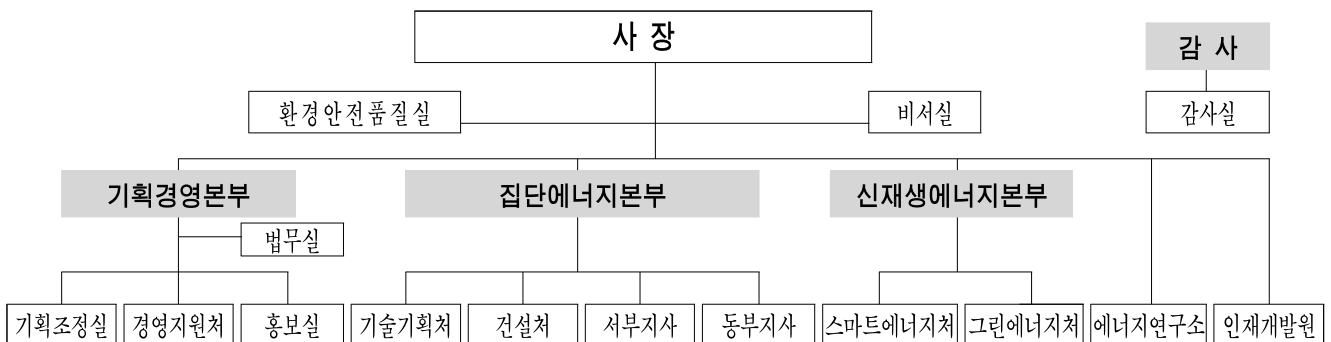 사 장
감 사
환경안전품질실
비서실
감사실
기획경영본부
집단에너지본부
신재생에너지본부
법무실
기획조정실
경영지원처
홍보실
기술기획처
건설처
서부지사
동부지사
스마트에너지처
그린에너지처
에너지연구소
인재개발원